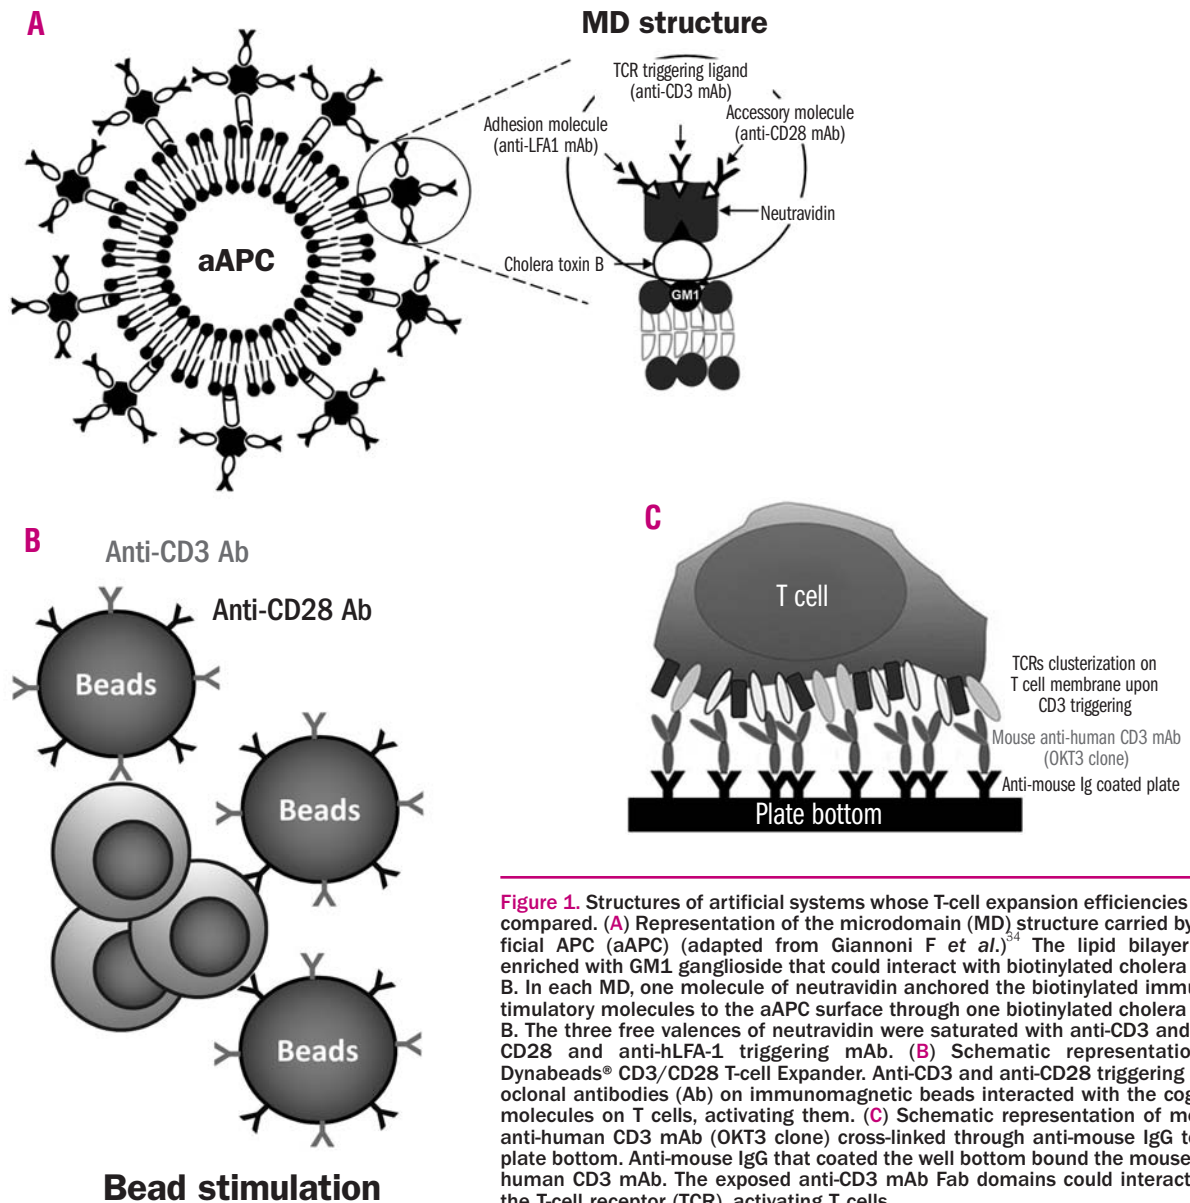 A
MD structure
TCR triggering ligand
(anti-CD3 mAb)
Adhesion molecule
(anti-LFA1 mAb)
Accessory molecule
(anti-CD28 mAb)
Neutravidin
Cholera toxin B
GM1
aAPC
B
Anti-CD3 Ab
Anti-CD28 Ab
Beads
Beads
Beads
Bead stimulation
C
T cell
TCRs clusterization on
T cell membrane upon
CD3 triggering
Mouse anti-human CD3 mAb
(OKT3 clone)
Anti-mouse Ig coated plate
Plate bottom
Figure 1. Structures of artificial systems whose T-cell expansion efficiencies
compared. (A) Representation of the microdomain (MD) structure carried by
ficial APC (aAPC) (adapted from Giannoni F et al.)34 The lipid bilayer
enriched with GM1 ganglioside that could interact with biotinylated cholera
B. In each MD, one molecule of neutravidin anchored the biotinylated immu
timulatory molecules to the aAPC surface through one biotinylated cholera
B. The three free valences of neutravidin were saturated with anti-CD3 and
CD28 and anti-hLFA-1 triggering mAb. (B) Schematic representatio
Dynabeads® CD3/CD28 T-cell Expander. Anti-CD3 and anti-CD28 triggering
oclonal antibodies (Ab) on immunomagnetic beads interacted with the cog
molecules on T cells, activating them. (C) Schematic representation of m
anti-human CD3 mAb (OKT3 clone) cross-linked through anti-mouse IgG t
plate bottom. Anti-mouse IgG that coated the well bottom bound the mouse
human CD3 mAb. The exposed anti-CD3 mAb Fab domains could interact
the T-cell receptor (TCR), activating T cells.